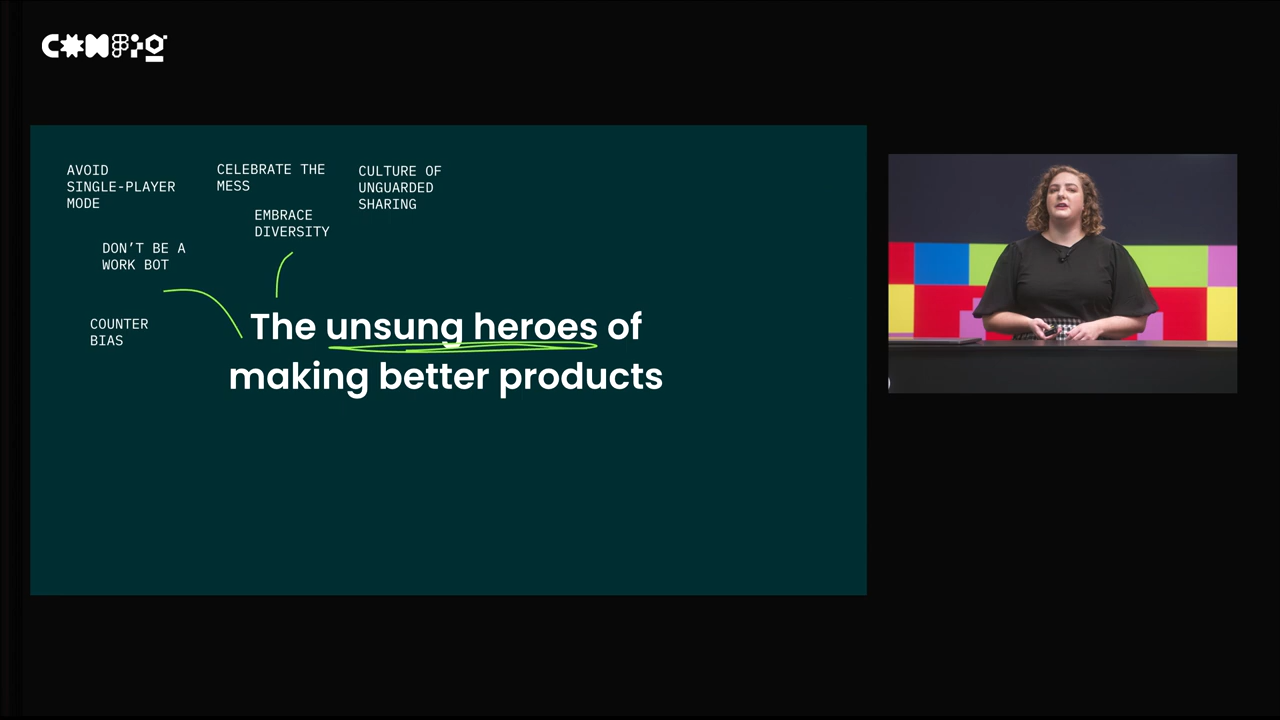 CONFIG
AVOID
SINGLE-PLAYER
MODE
CELEBRATE THE
MESS
CULTURE OF
UNGUARDED
SHARING
EMBRACE
DIVERSITY
DON’T BE A
WORK BOT
COUNTER
BIAS
The unsung heroes of
making better products